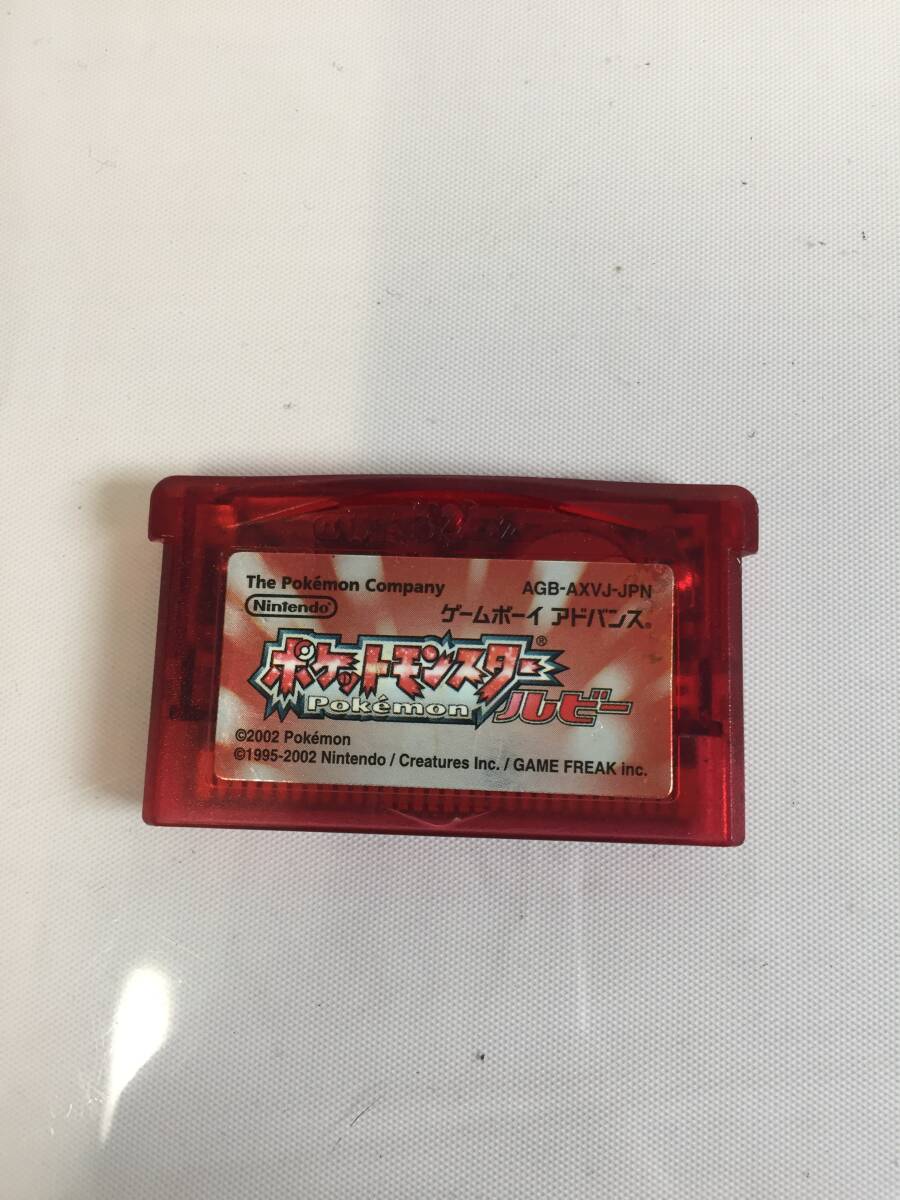 The Pokémon Company
AGB-AXVJ-JPN
Nintendo
ゲームボーイ アドバンス®
ポケットモンスター®
Pokémon ルビー
©2002 Pokémon
©1995-2002 Nintendo / Creatures Inc. / GAME FREAK inc.